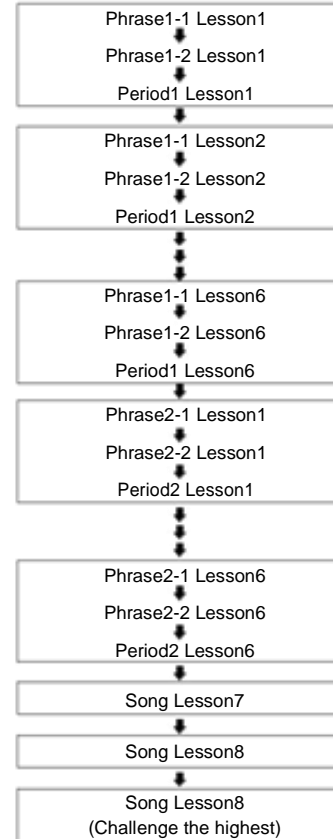 Phrase1-1 Lesson1
Phrase1-2 Lesson1
Period1 Lesson1
Phrase1-1 Lesson2
Phrase1-2 Lesson2
Period1 Lesson2
Phrase1-1 Lesson6
Phrase1-2 Lesson6
Period1 Lesson6
Phrase2-1 Lesson1
Phrase2-2 Lesson1
Period2 Lesson1
Phrase2-1 Lesson6
Phrase2-2 Lesson6
Period2 Lesson6
Song Lesson7
Song Lesson8
Song Lesson8
(Challenge the highest)